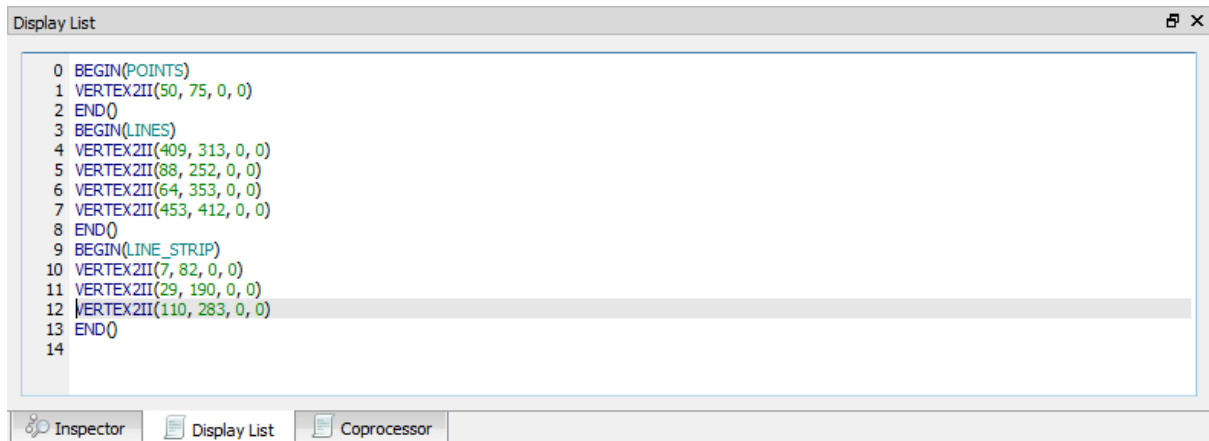 Display List
0 BEGIN(POINTS)
1 VERTEX2II(50, 75, 0, 0)
2 END()
3 BEGIN(LINES)
4 VERTEX2II(409, 313, 0, 0)
5 VERTEX2II(88, 252, 0, 0)
6 VERTEX2II(64, 353, 0, 0)
7 VERTEX2II(453, 412, 0, 0)
8 END()
9 BEGIN(LINE_STRIP)
10 VERTEX2II(7, 82, 0, 0)
11 VERTEX2II(29, 190, 0, 0)
12 VERTEX2II(110, 283, 0, 0)
13 END()
14
Inspector Display List Coprocessor